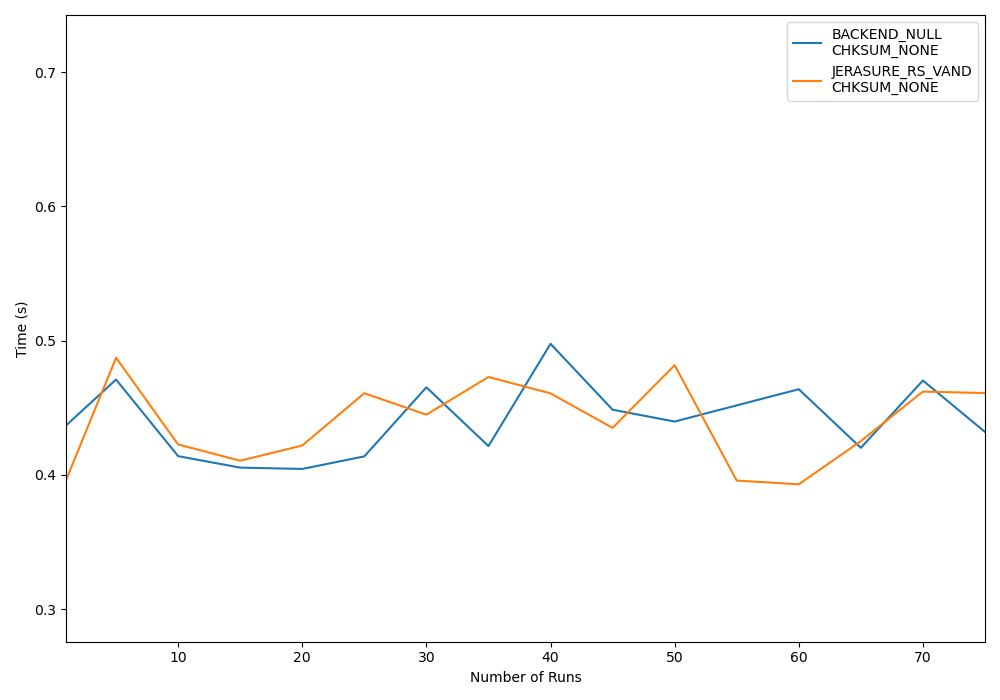 BACKEND_NULL
CHKSUM_NONE
JERASURE_RS_VAND
CHKSUM_NONE
0.7
0.6
0.5
0.4
0.3
Time (s)
10 20 30 40 50 60 70
Number of Runs